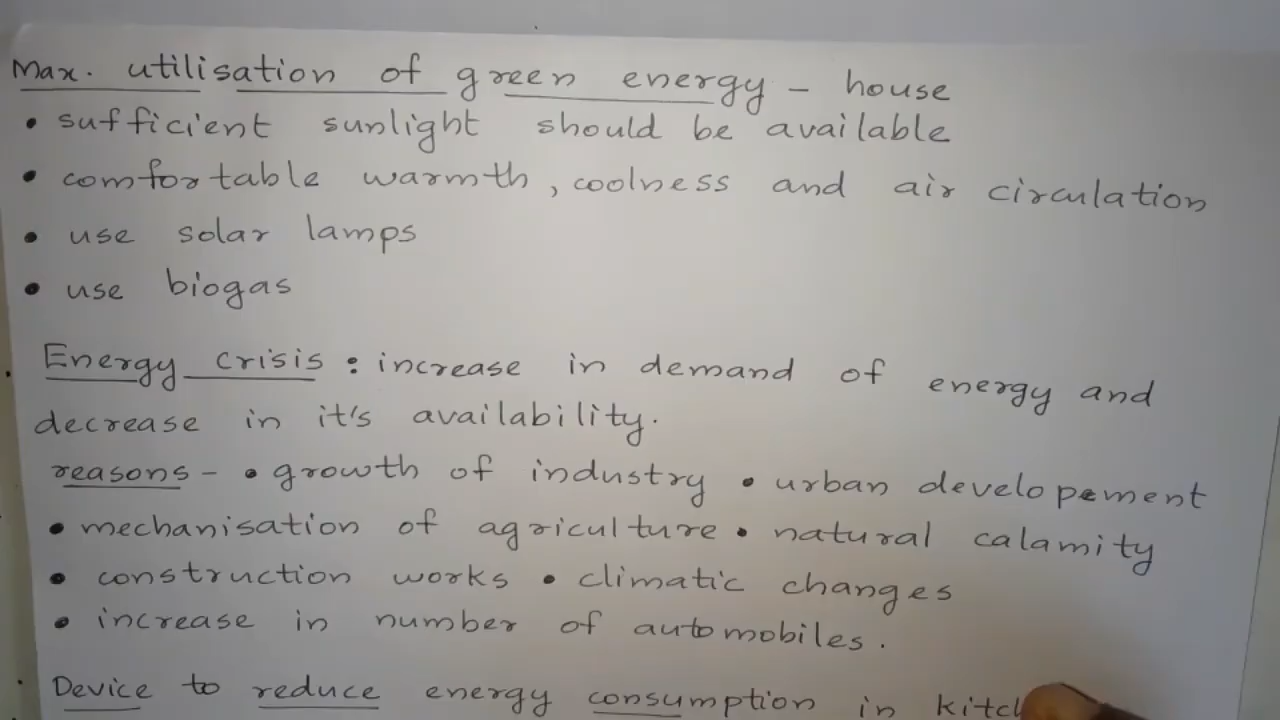 Max. utilisation of green energy - house
• sufficient sunlight should be available
• comfortable warmth, coolness and air circulation
• use solar lamps
• use biogas
Energy crisis : increase in demand of energy and
decrease in it's availability.
reasons - • growth of industry • urban developement
• mechanisation of agriculture • natural calamity
• construction works • climatic changes
• increase in number of automobiles.
Device to reduce energy consumption in